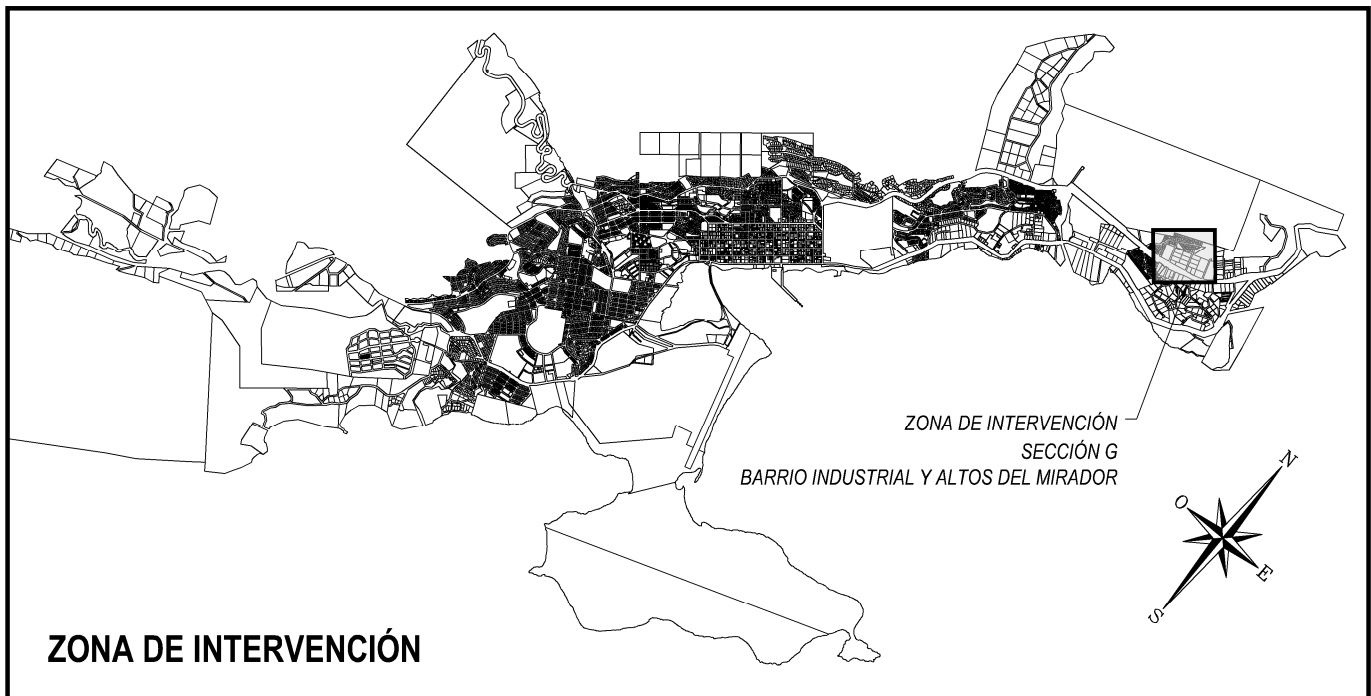 ZONA DE INTERVENCIÓN
SECCIÓN G
BARRIO INDUSTRIAL Y ALTOS DEL MIRADOR
N
O
E
S
ZONA DE INTERVENCIÓN